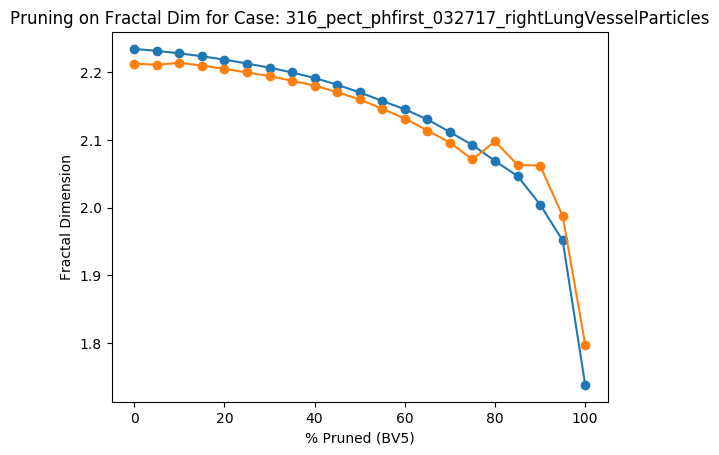 Pruning on Fractal Dim for Case: 316_pect_phfirst_032717_rightLungVesselParticles
2.2
2.1
2.0
1.9
1.8
Fractal Dimension
0 20 40 60 80 100
% Pruned (BV5)